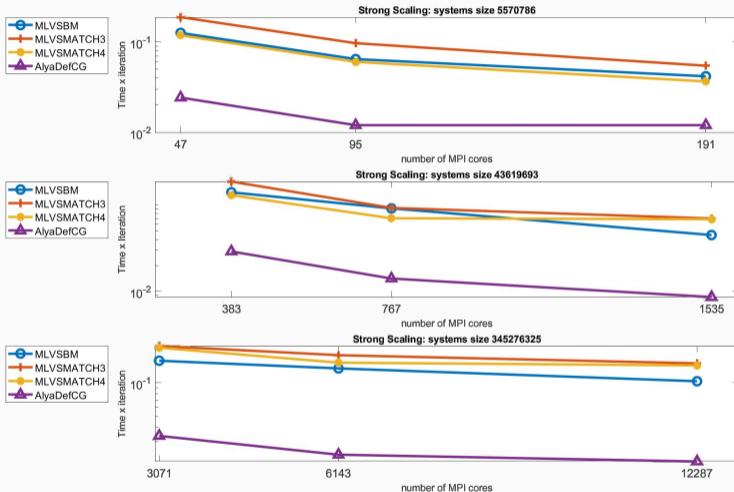 Strong Scaling: systems size 5570786
MLVSBM
MLVSMATCH3
MLVSMATCH4
AlyaDefCG
Time x iteration
10-1
10-2
47
95
191
number of MPI cores
Strong Scaling: systems size 43619693
MLVSBM
MLVSMATCH3
MLVSMATCH4
AlyaDefCG
Time x Iteration
10-2
383
767
1535
number of MPI cores
Strong Scaling: systems size 345276325
MLVSBM
MLVSMATCH3
MLVSMATCH4
AlyaDefCG
Time x iteration
10-1
3071
6143
12287
number of MPI cores